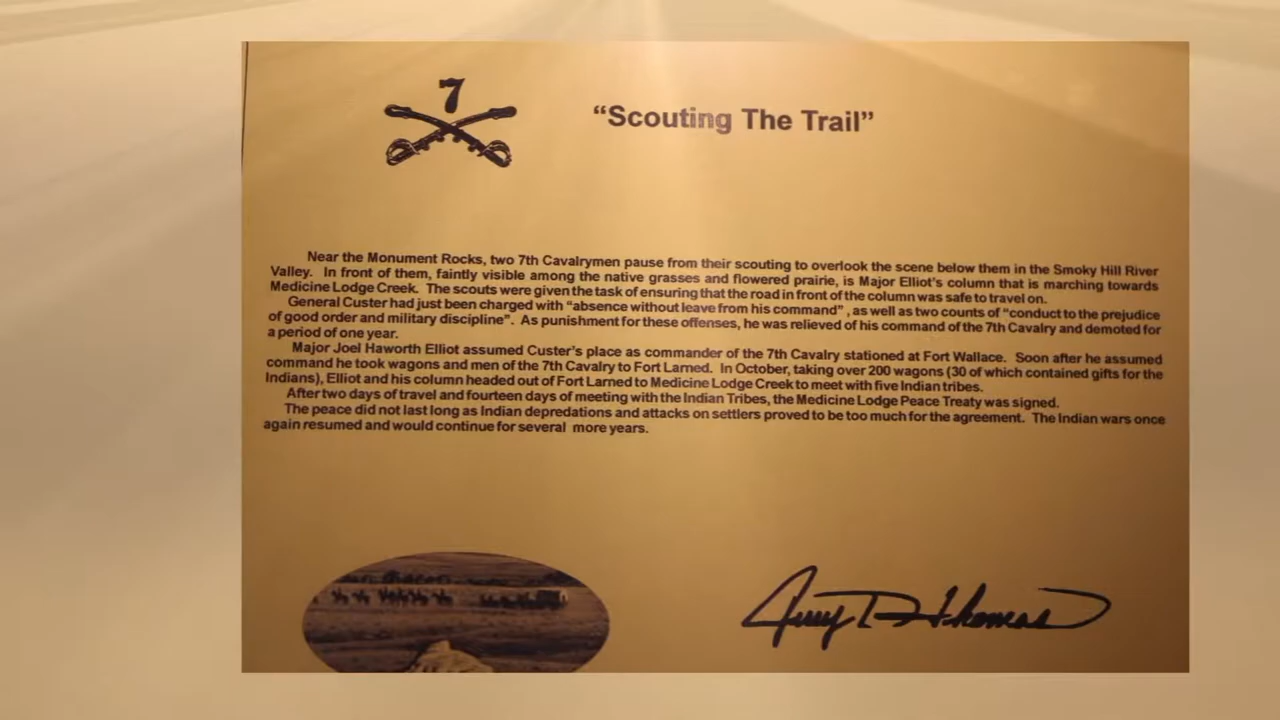 7
“Scouting The Trail”
Near the Monument Rocks, two 7th Cavalrymen pause from their scouting to overlook the scene below them in the Smoky Hill River
Valley. In front of them, faintly visible among the native grasses and flowered prairie, is Major Elliot's column that is marching towards
Medicine Lodge Creek. The scouts were given the task of ensuring that the road in front of the column was safe to travel on.
General Custer had just been charged with “absence without leave from his command” , as well as two counts of “conduct to the prejudice
of good order and military discipline”. As punishment for these offenses, he was relieved of his command of the 7th Cavalry and demoted for
a period of one year.
Major Joel Haworth Elliot assumed Custer's place as commander of the 7th Cavalry stationed at Fort Wallace. Soon after he assumed
command he took wagons and men of the 7th Cavalry to Fort Larned. In October, taking over 200 wagons (30 of which contained gifts for the
Indians), Elliot and his column headed out of Fort Larned to Medicine Lodge Creek to meet with five Indian tribes.
After two days of travel and fourteen days of meeting with the Indian Tribes, the Medicine Lodge Peace Treaty was signed.
The peace did not last long as Indian depredations and attacks on settlers proved to be too much for the agreement. The Indian wars once
again resumed and would continue for several more years.
Jerry D Thomas